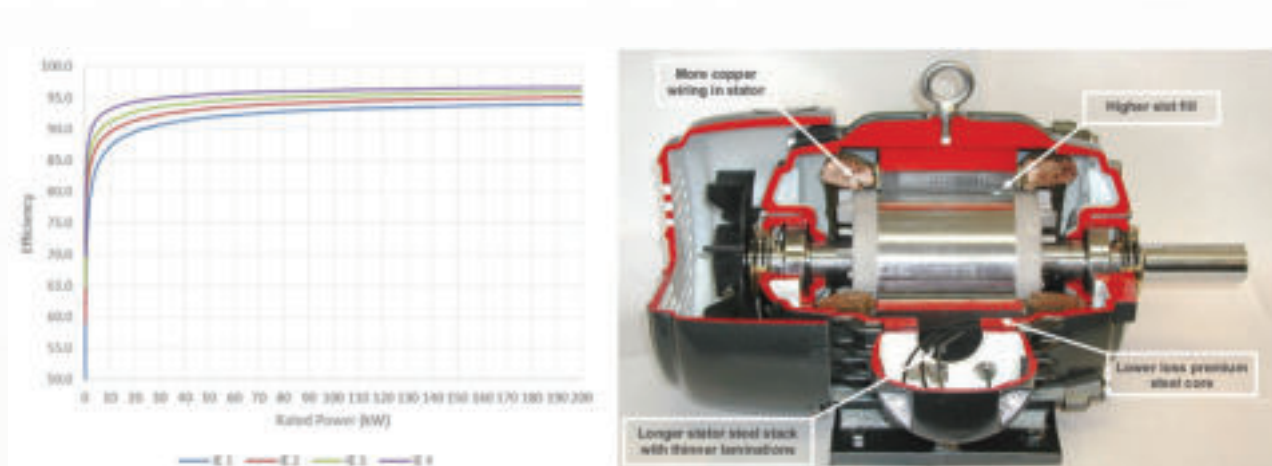 100.0
95.0
90.0
85.0
80.0
75.0
70.0
65.0
60.0
55.0
50.0
Efficiency
0 10 20 30 40 50 60 70 80 90 100 110 120 130 140 150 160 170 180 190 200
Rated Power (kW)
IE 1 IE 2 IE 3 IE 4
More copper
wiring in stator
Higher slot fill
Lower loss premium
steel core
Longer stator steel stack
with thinner laminations